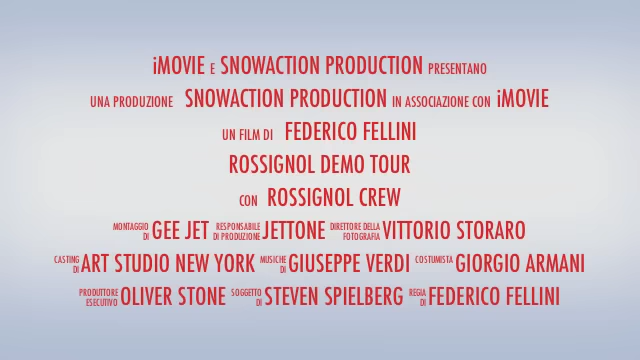 iMOVIE E SNOWACTION PRODUCTION PRESENTANO
UNA PRODUZIONE SNOWACTION PRODUCTION IN ASSOCIAZIONE CON iMOVIE
UN FILM DI FEDERICO FELLINI
ROSSIGNOL DEMO TOUR
CON ROSSIGNOL CREW
MONTAGGIO DI GEE JET RESPONSABILE DI PRODUZIONE JETTONE DIRETTORE DELLA FOTOGRAFIA VITTORIO STORARO
CASTING DI ART STUDIO NEW YORK MUSICHE DI GIUSEPPE VERDI COSTUMISTA GIORGIO ARMANI
PRODUTTORE ESECUTIVO OLIVER STONE SOGGETTO DI STEVEN SPIELBERG REGIA DI FEDERICO FELLINI